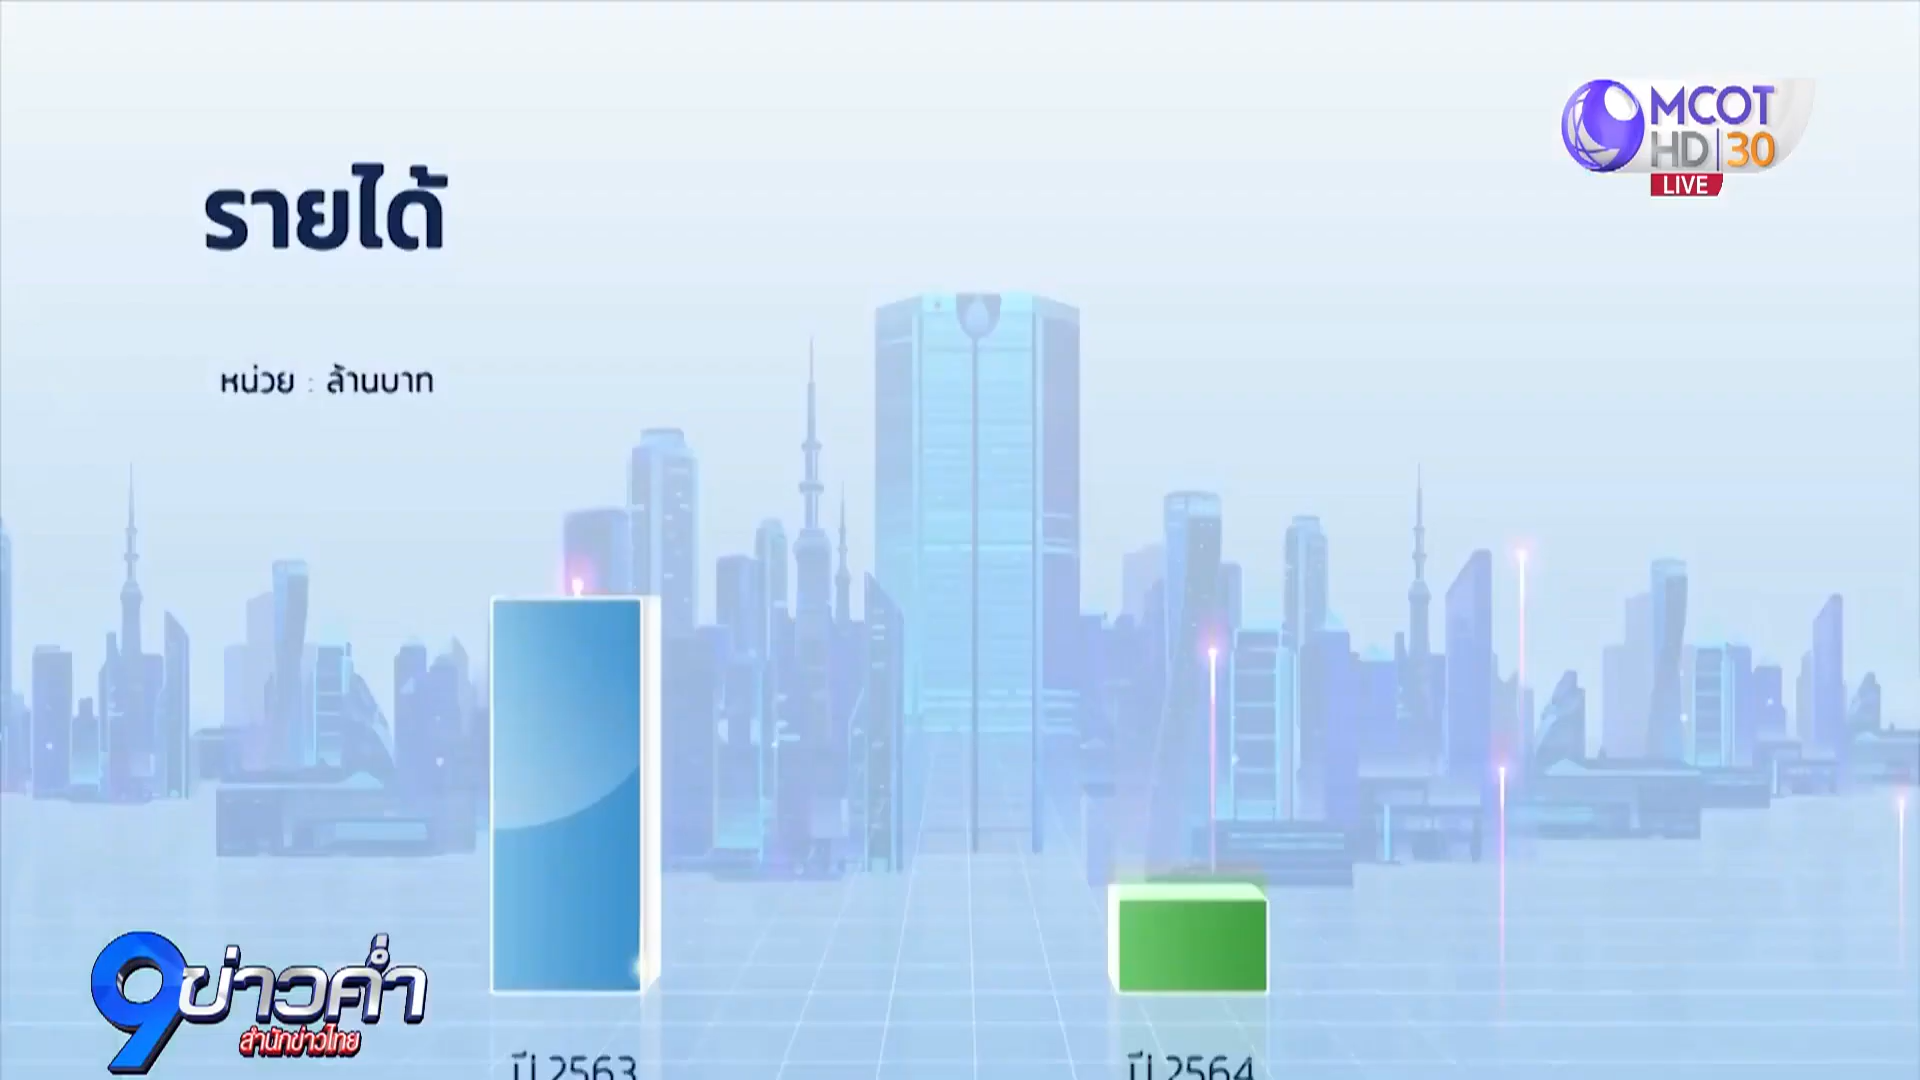 MCOT
HD 30
LIVE
รายได้
หน่วย : ล้านบาท
9 ข่าวค่ำ
สำนักข่าวไทย
ปี 2563
ปี 2564